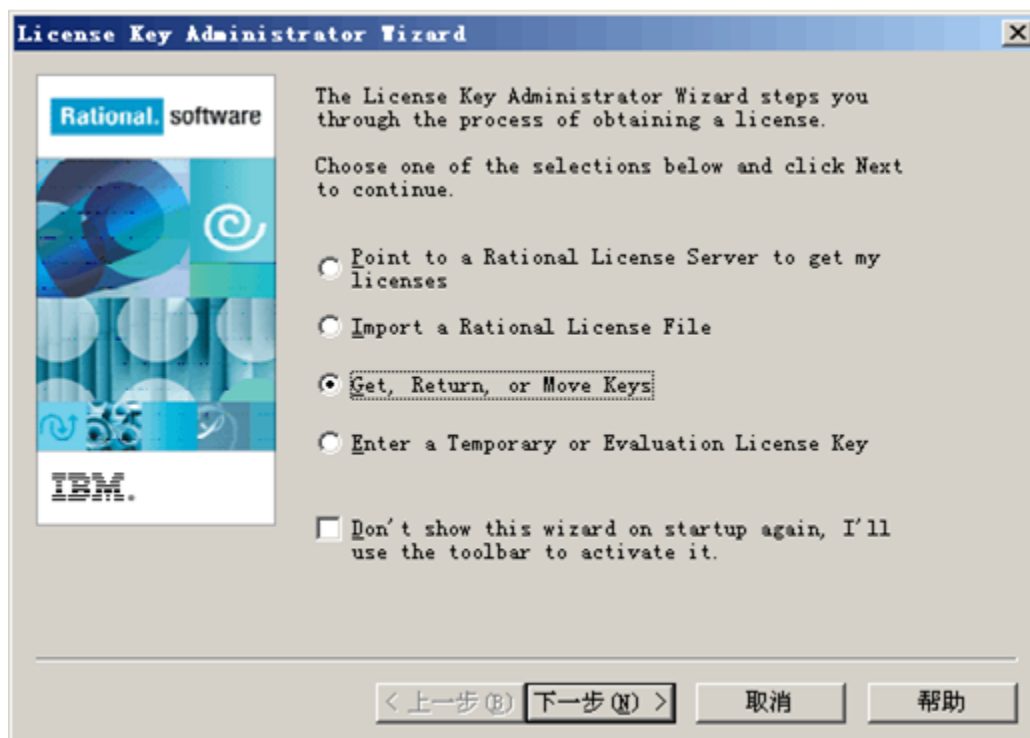 License Key Administrator Wizard
Rational. software
The License Key Administrator Wizard steps you
through the process of obtaining a license.
Choose one of the selections below and click Next
to continue.
Point to a Rational License Server to get my
licenses
Import a Rational License File
Get, Return, or Move Keys
Enter a Temporary or Evaluation License Key
IBM.
Don't show this wizard on startup again, I'll
use the toolbar to activate it.
< 上一步(B) 下一步(N) > 取消 帮助